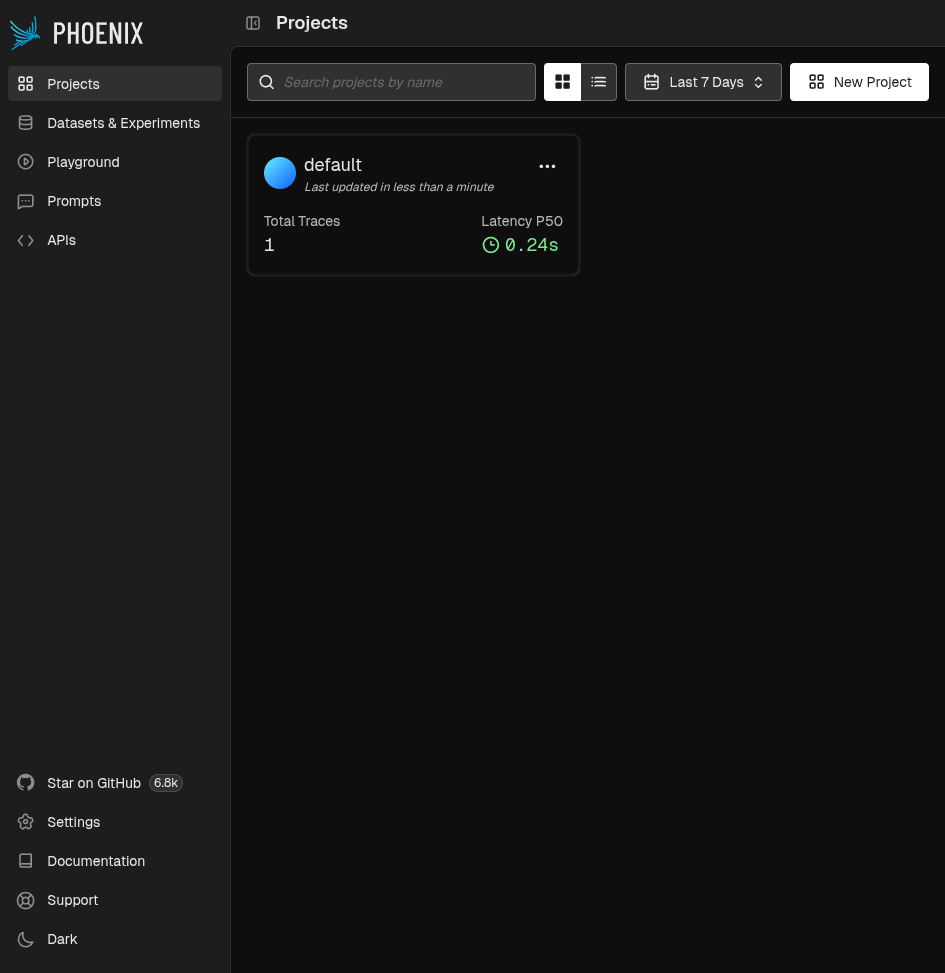 PHOENIX
Projects
Datasets & Experiments
Playground
Prompts
APIs
Star on GitHub 6.8k
Settings
Documentation
Support
Dark
Projects
Search projects by name
Last 7 Days
New Project
default
Last updated in less than a minute
Total Traces
1
Latency P50
0.24s